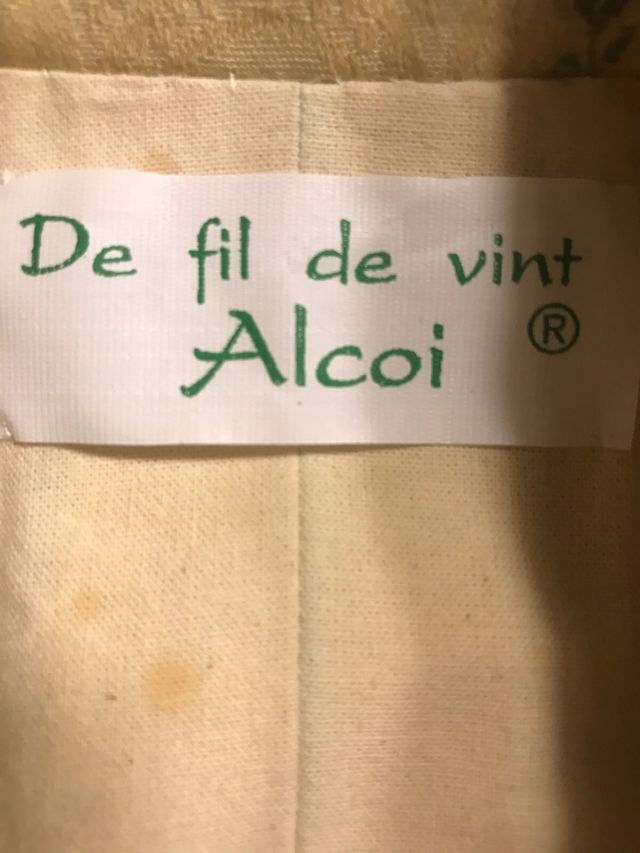 De fil de vint
Alcoi ®